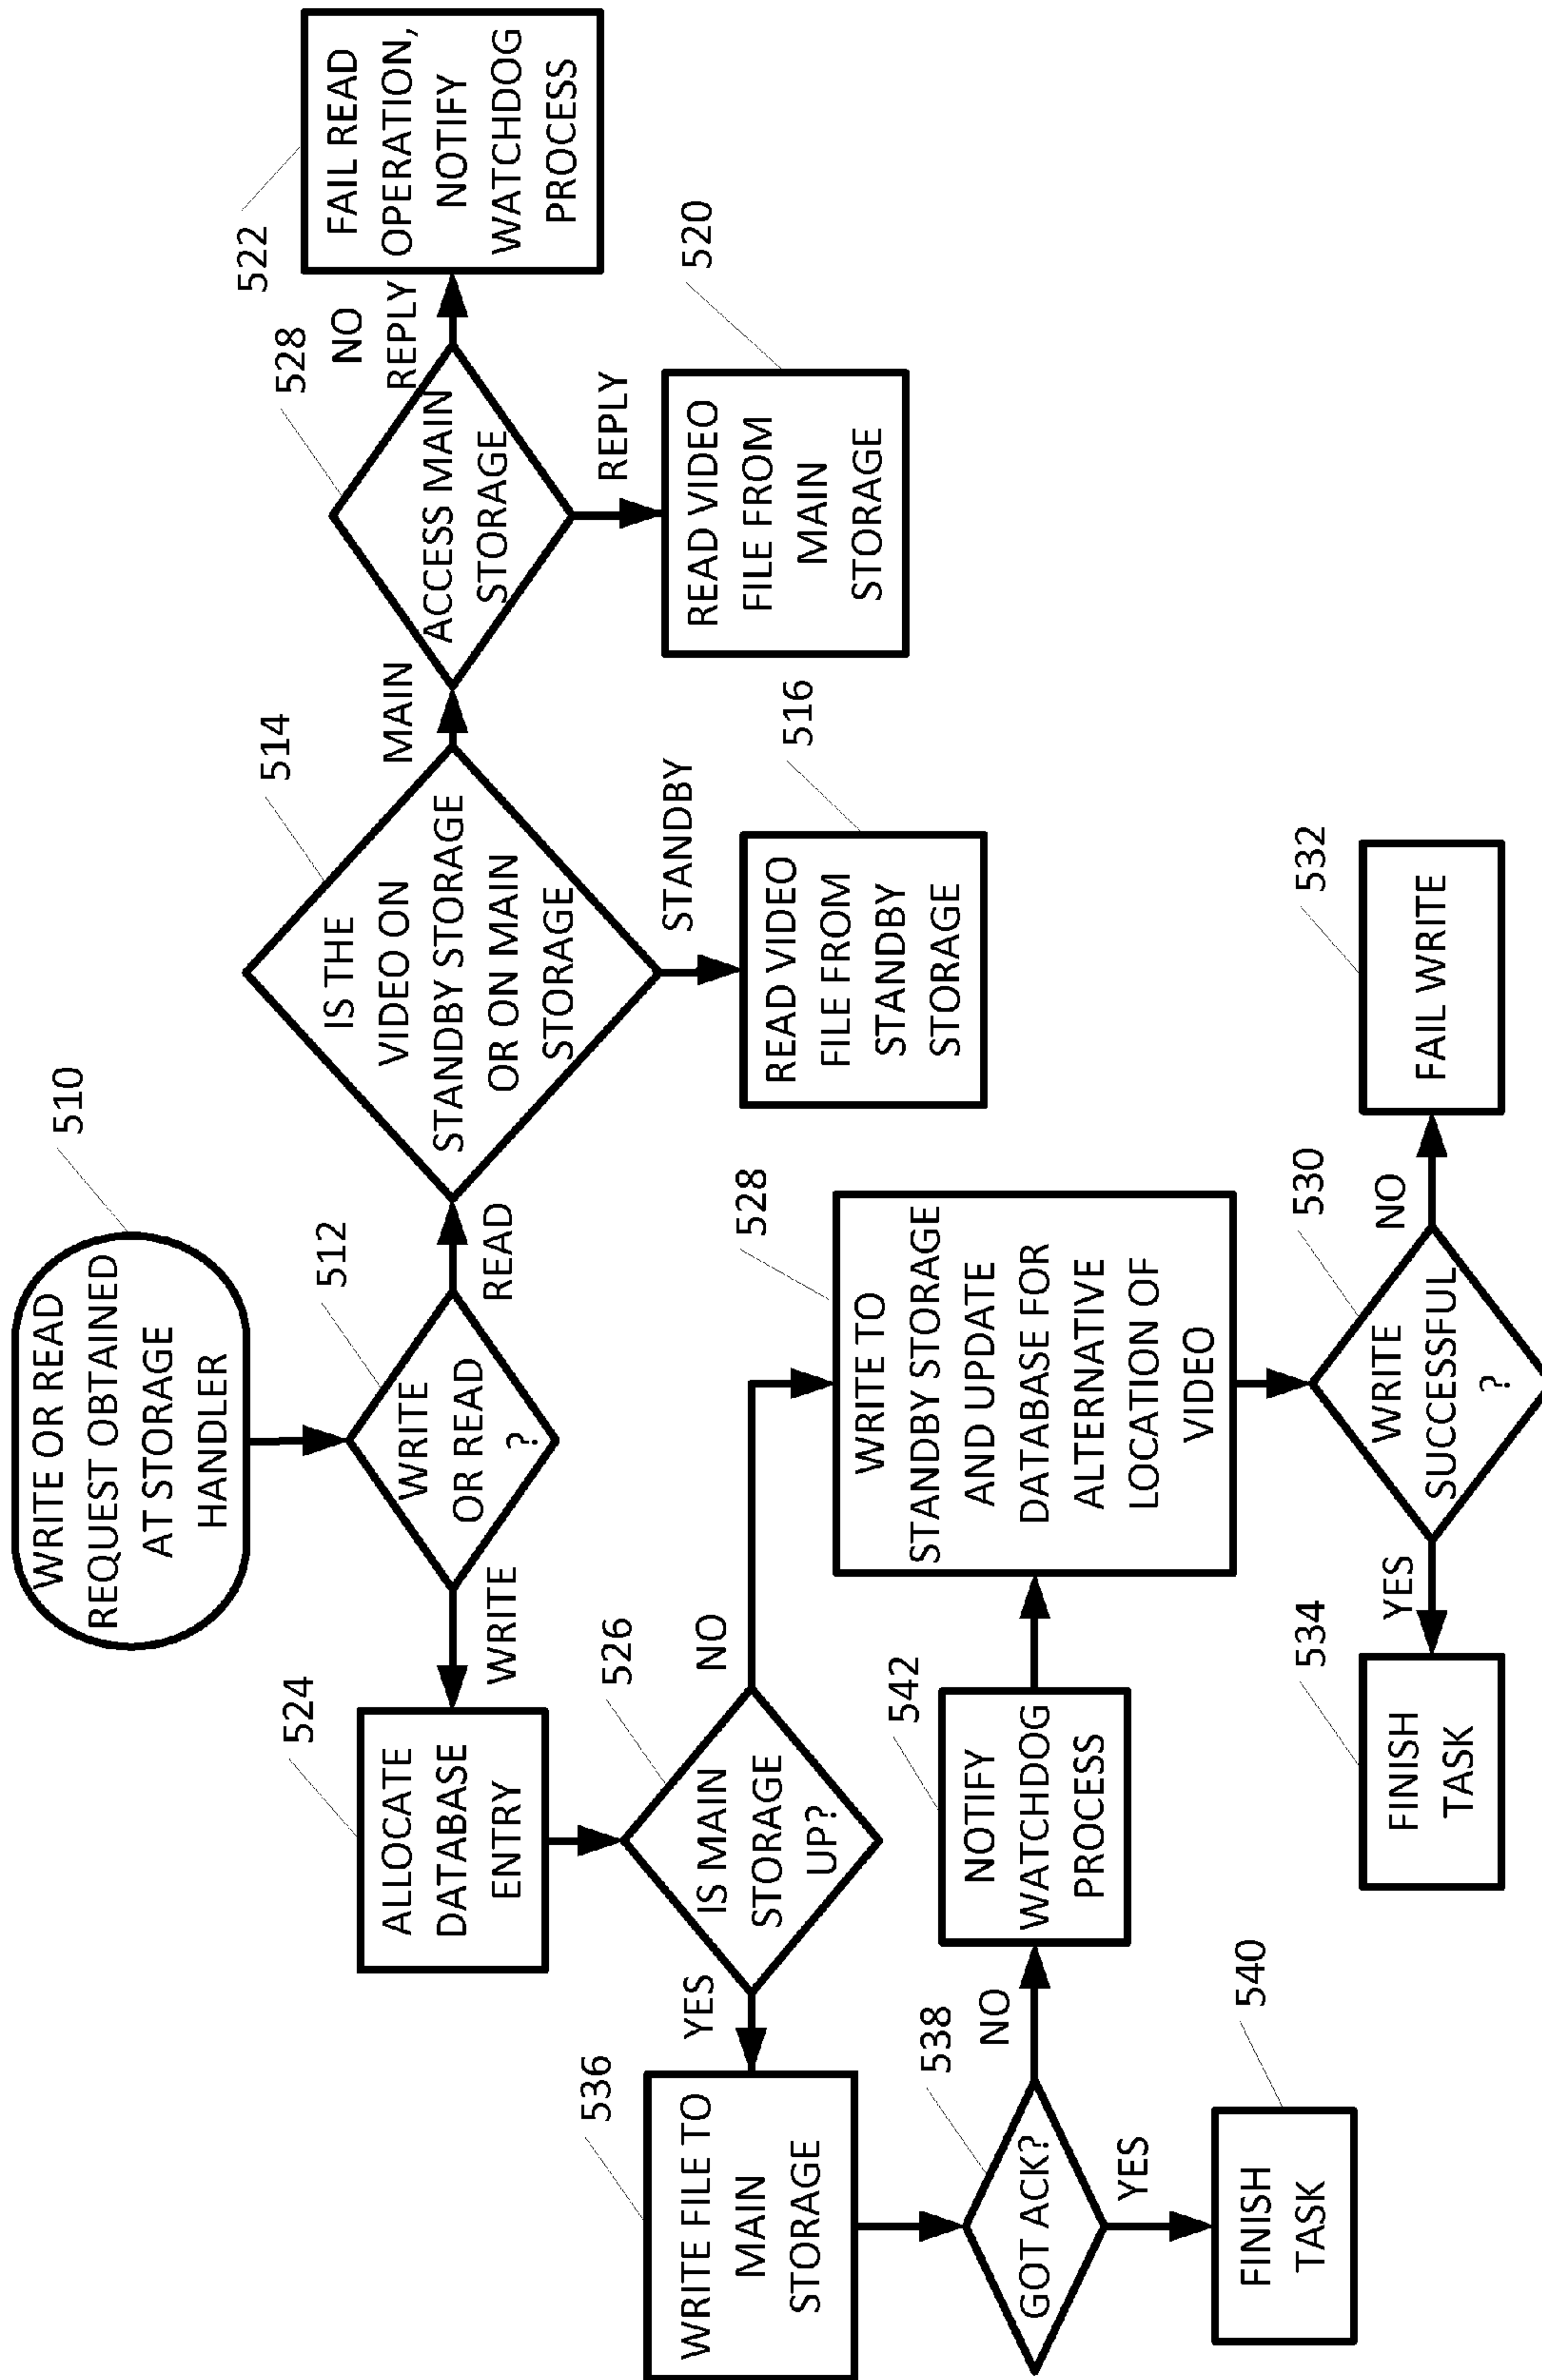 WRITE OR READ
REQUEST OBTAINED
AT STORAGE
HANDLER
510
WRITE
OR READ
?
512
READ
WRITE
IS THE
VIDEO ON
STANDBY STORAGE
OR ON MAIN
STORAGE
514
MAIN
STANDBY
READ VIDEO
FILE FROM
STANDBY
STORAGE
516
ACCESS MAIN
STORAGE
528
NO
REPLY
REPLY
FAIL READ
OPERATION,
NOTIFY
WATCHDOG
PROCESS
522
READ VIDEO
FILE FROM
MAIN
STORAGE
520
ALLOCATE
DATABASE
ENTRY
524
IS MAIN
STORAGE
UP?
526
YES
NO
WRITE FILE TO
MAIN
STORAGE
536
GOT ACK?
538
NO
YES
FINISH
TASK
540
NOTIFY
WATCHDOG
PROCESS
542
WRITE TO
STANDBY STORAGE
AND UPDATE
DATABASE FOR
ALTERNATIVE
LOCATION OF
VIDEO
528
WRITE
SUCCESSFUL
?
530
YES
NO
FINISH
TASK
534
FAIL WRITE
532